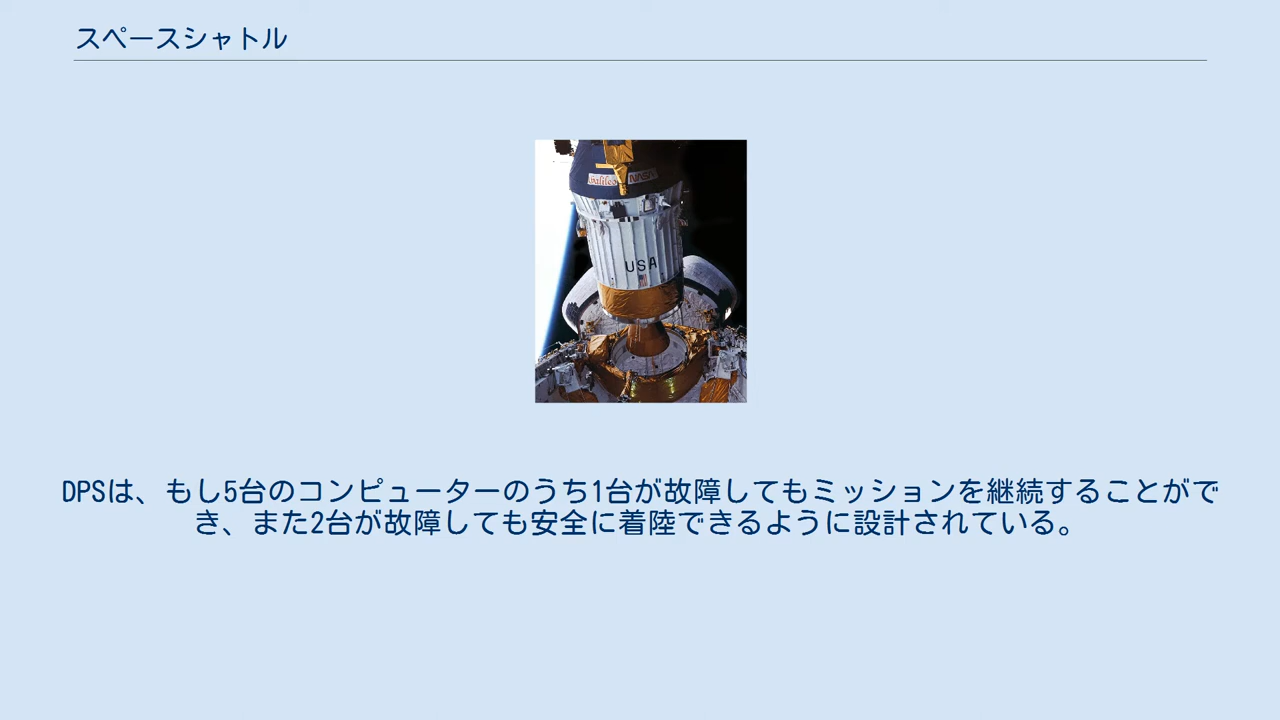 スペースシャトル
Galileo NASA
USA
DPSは、もし5台のコンピューターのうち1台が故障してもミッションを継続することがで
き、また2台が故障しても安全に着陸できるように設計されている。